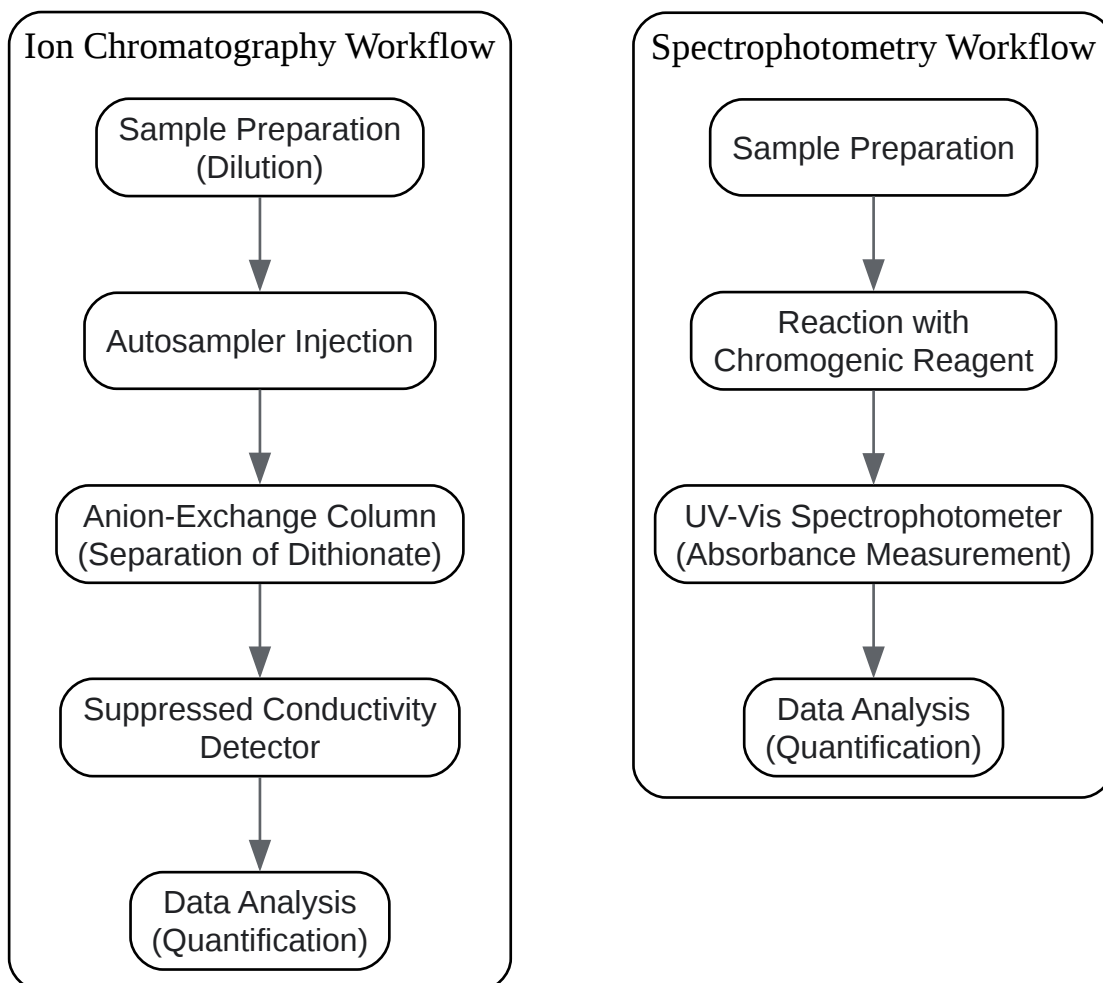 Ion Chromatography Workflow
Sample Preparation
(Dilution)
Autosampler Injection
Anion-Exchange Column
(Separation of Dithionate)
Suppressed Conductivity
Detector
Data Analysis
(Quantification)
Spectrophotometry Workflow
Sample Preparation
Reaction with
Chromogenic Reagent
UV-Vis Spectrophotometer
(Absorbance Measurement)
Data Analysis
(Quantification)